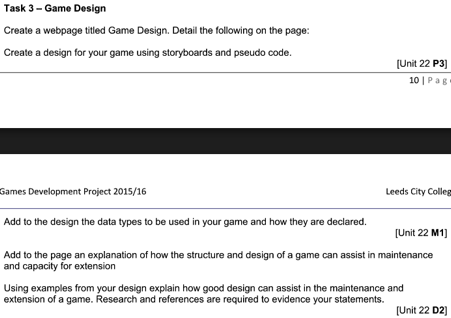 Task 3 – Game Design
Create a webpage titled Game Design. Detail the following on the page:
Create a design for your game using storyboards and pseudo code.
[Unit 22 P3]
10 | P a g
Games Development Project 2015/16
Leeds City Colleg
Add to the design the data types to be used in your game and how they are declared.
[Unit 22 M1]
Add to the page an explanation of how the structure and design of a game can assist in maintenance
and capacity for extension
Using examples from your design explain how good design can assist in the maintenance and
extension of a game. Research and references are required to evidence your statements.
[Unit 22 D2]